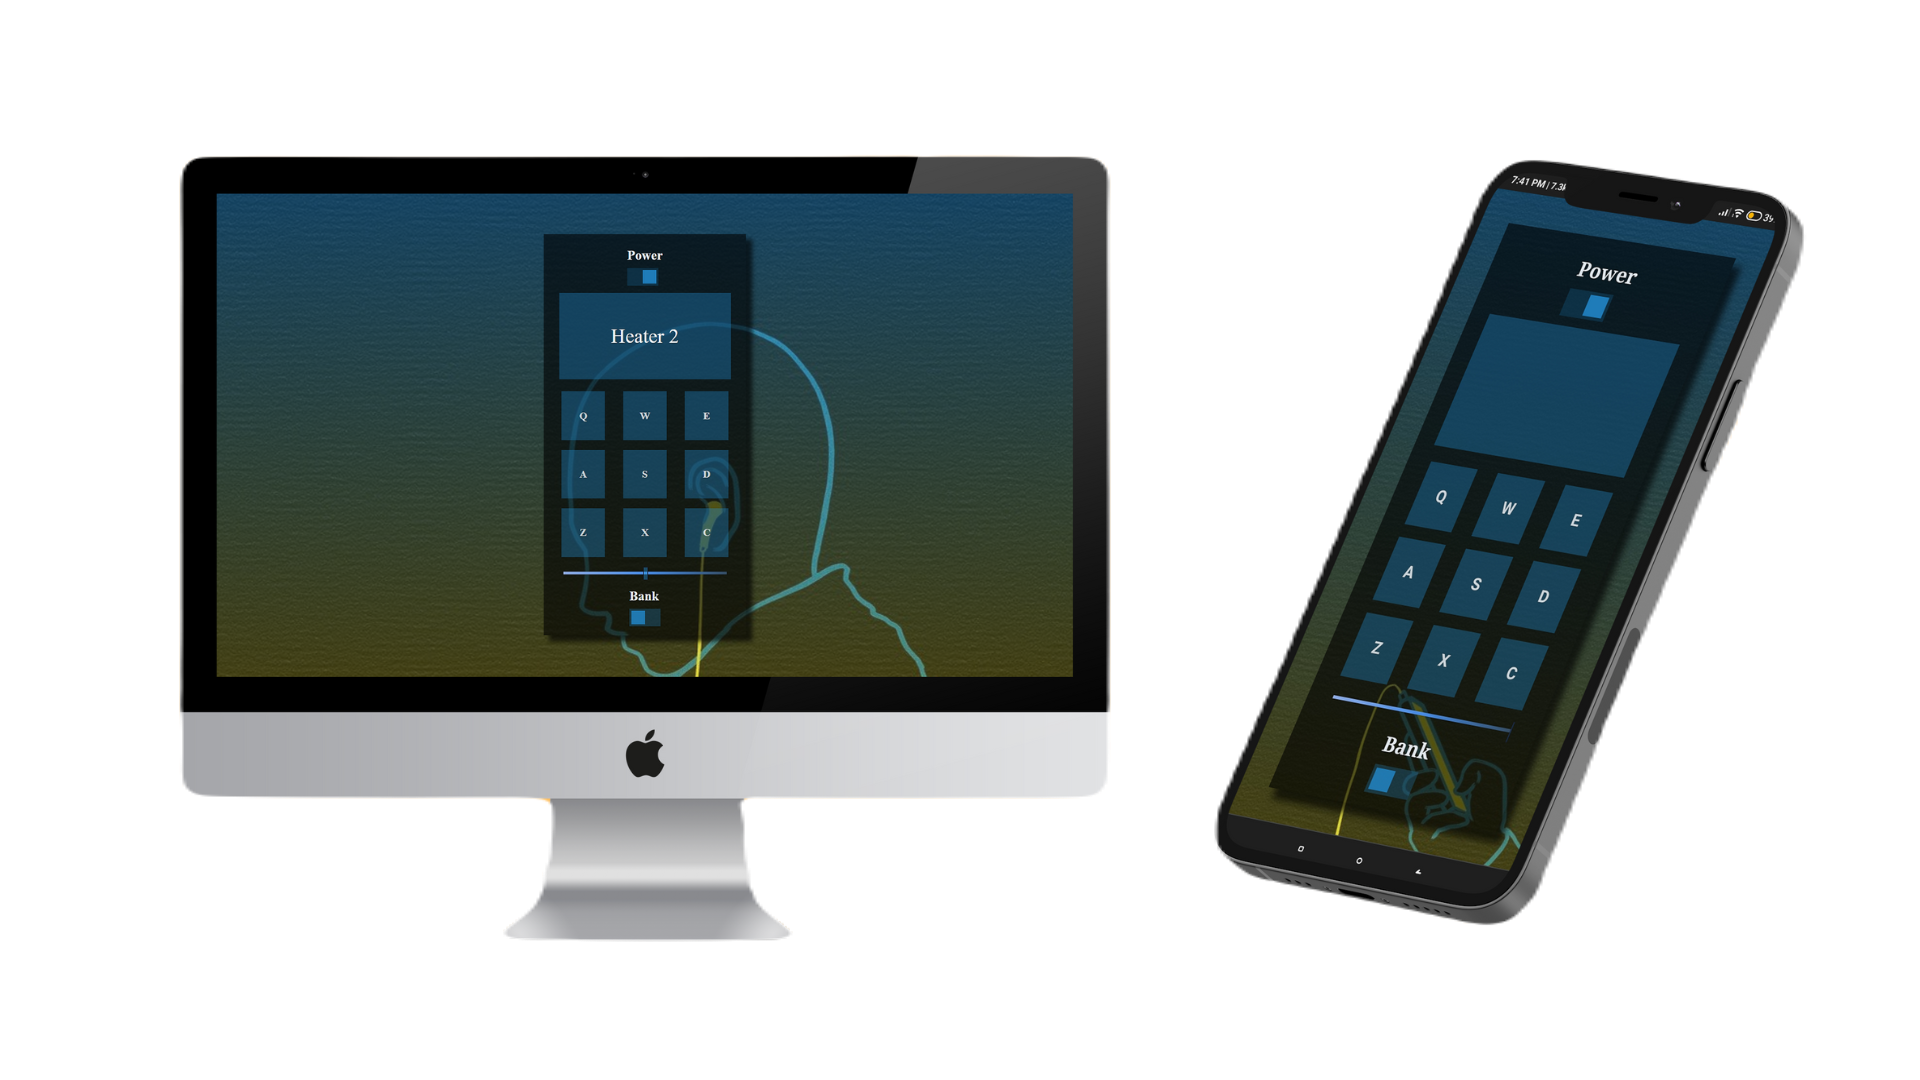 Power
Heater 2
Q W E
A S D
Z X C
Bank
7:41 PM | 7.3
Power
Q W E
A S D
Z X C
Bank